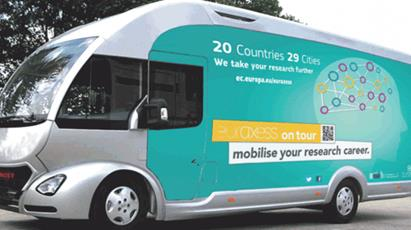 20 Countries 29 Cities
We take your research further
ec.europa.eu/euraxess
euraxess on tour
mobilise your research career.